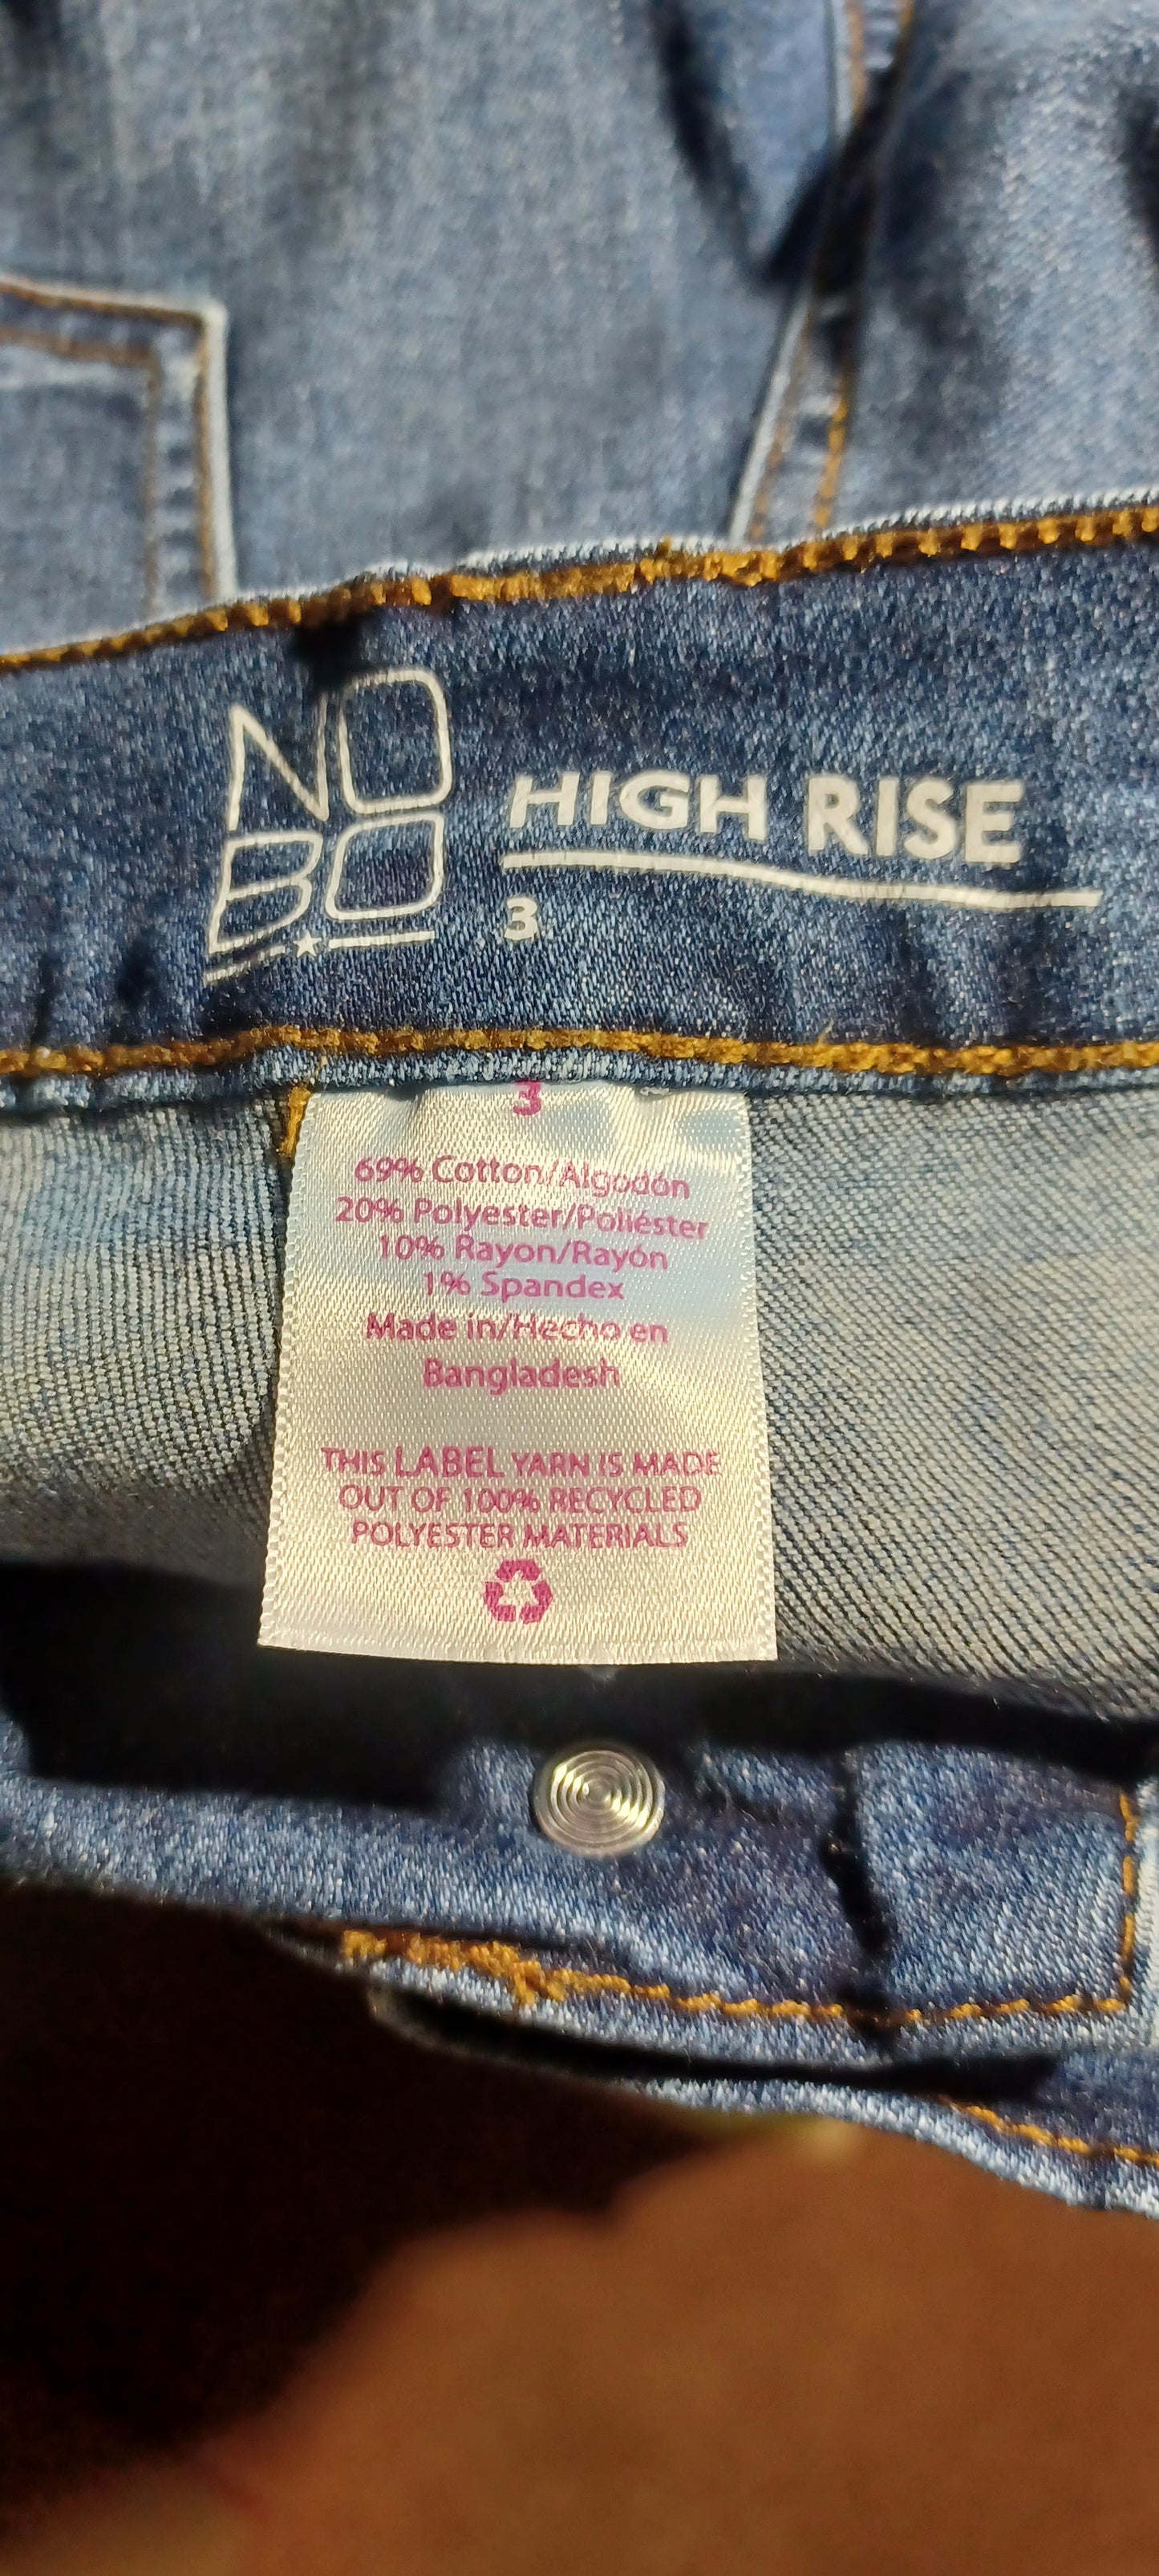 NO
BO
HIGH RISE
3
3
69% Cotton/Algodón
20% Polyester/Poliéster
10% Rayon/Rayón
1% Spandex
Made in/Hecho en
Bangladesh
THIS LABEL YARN IS MADE
OUT OF 100% RECYCLED
POLYESTER MATERIALS